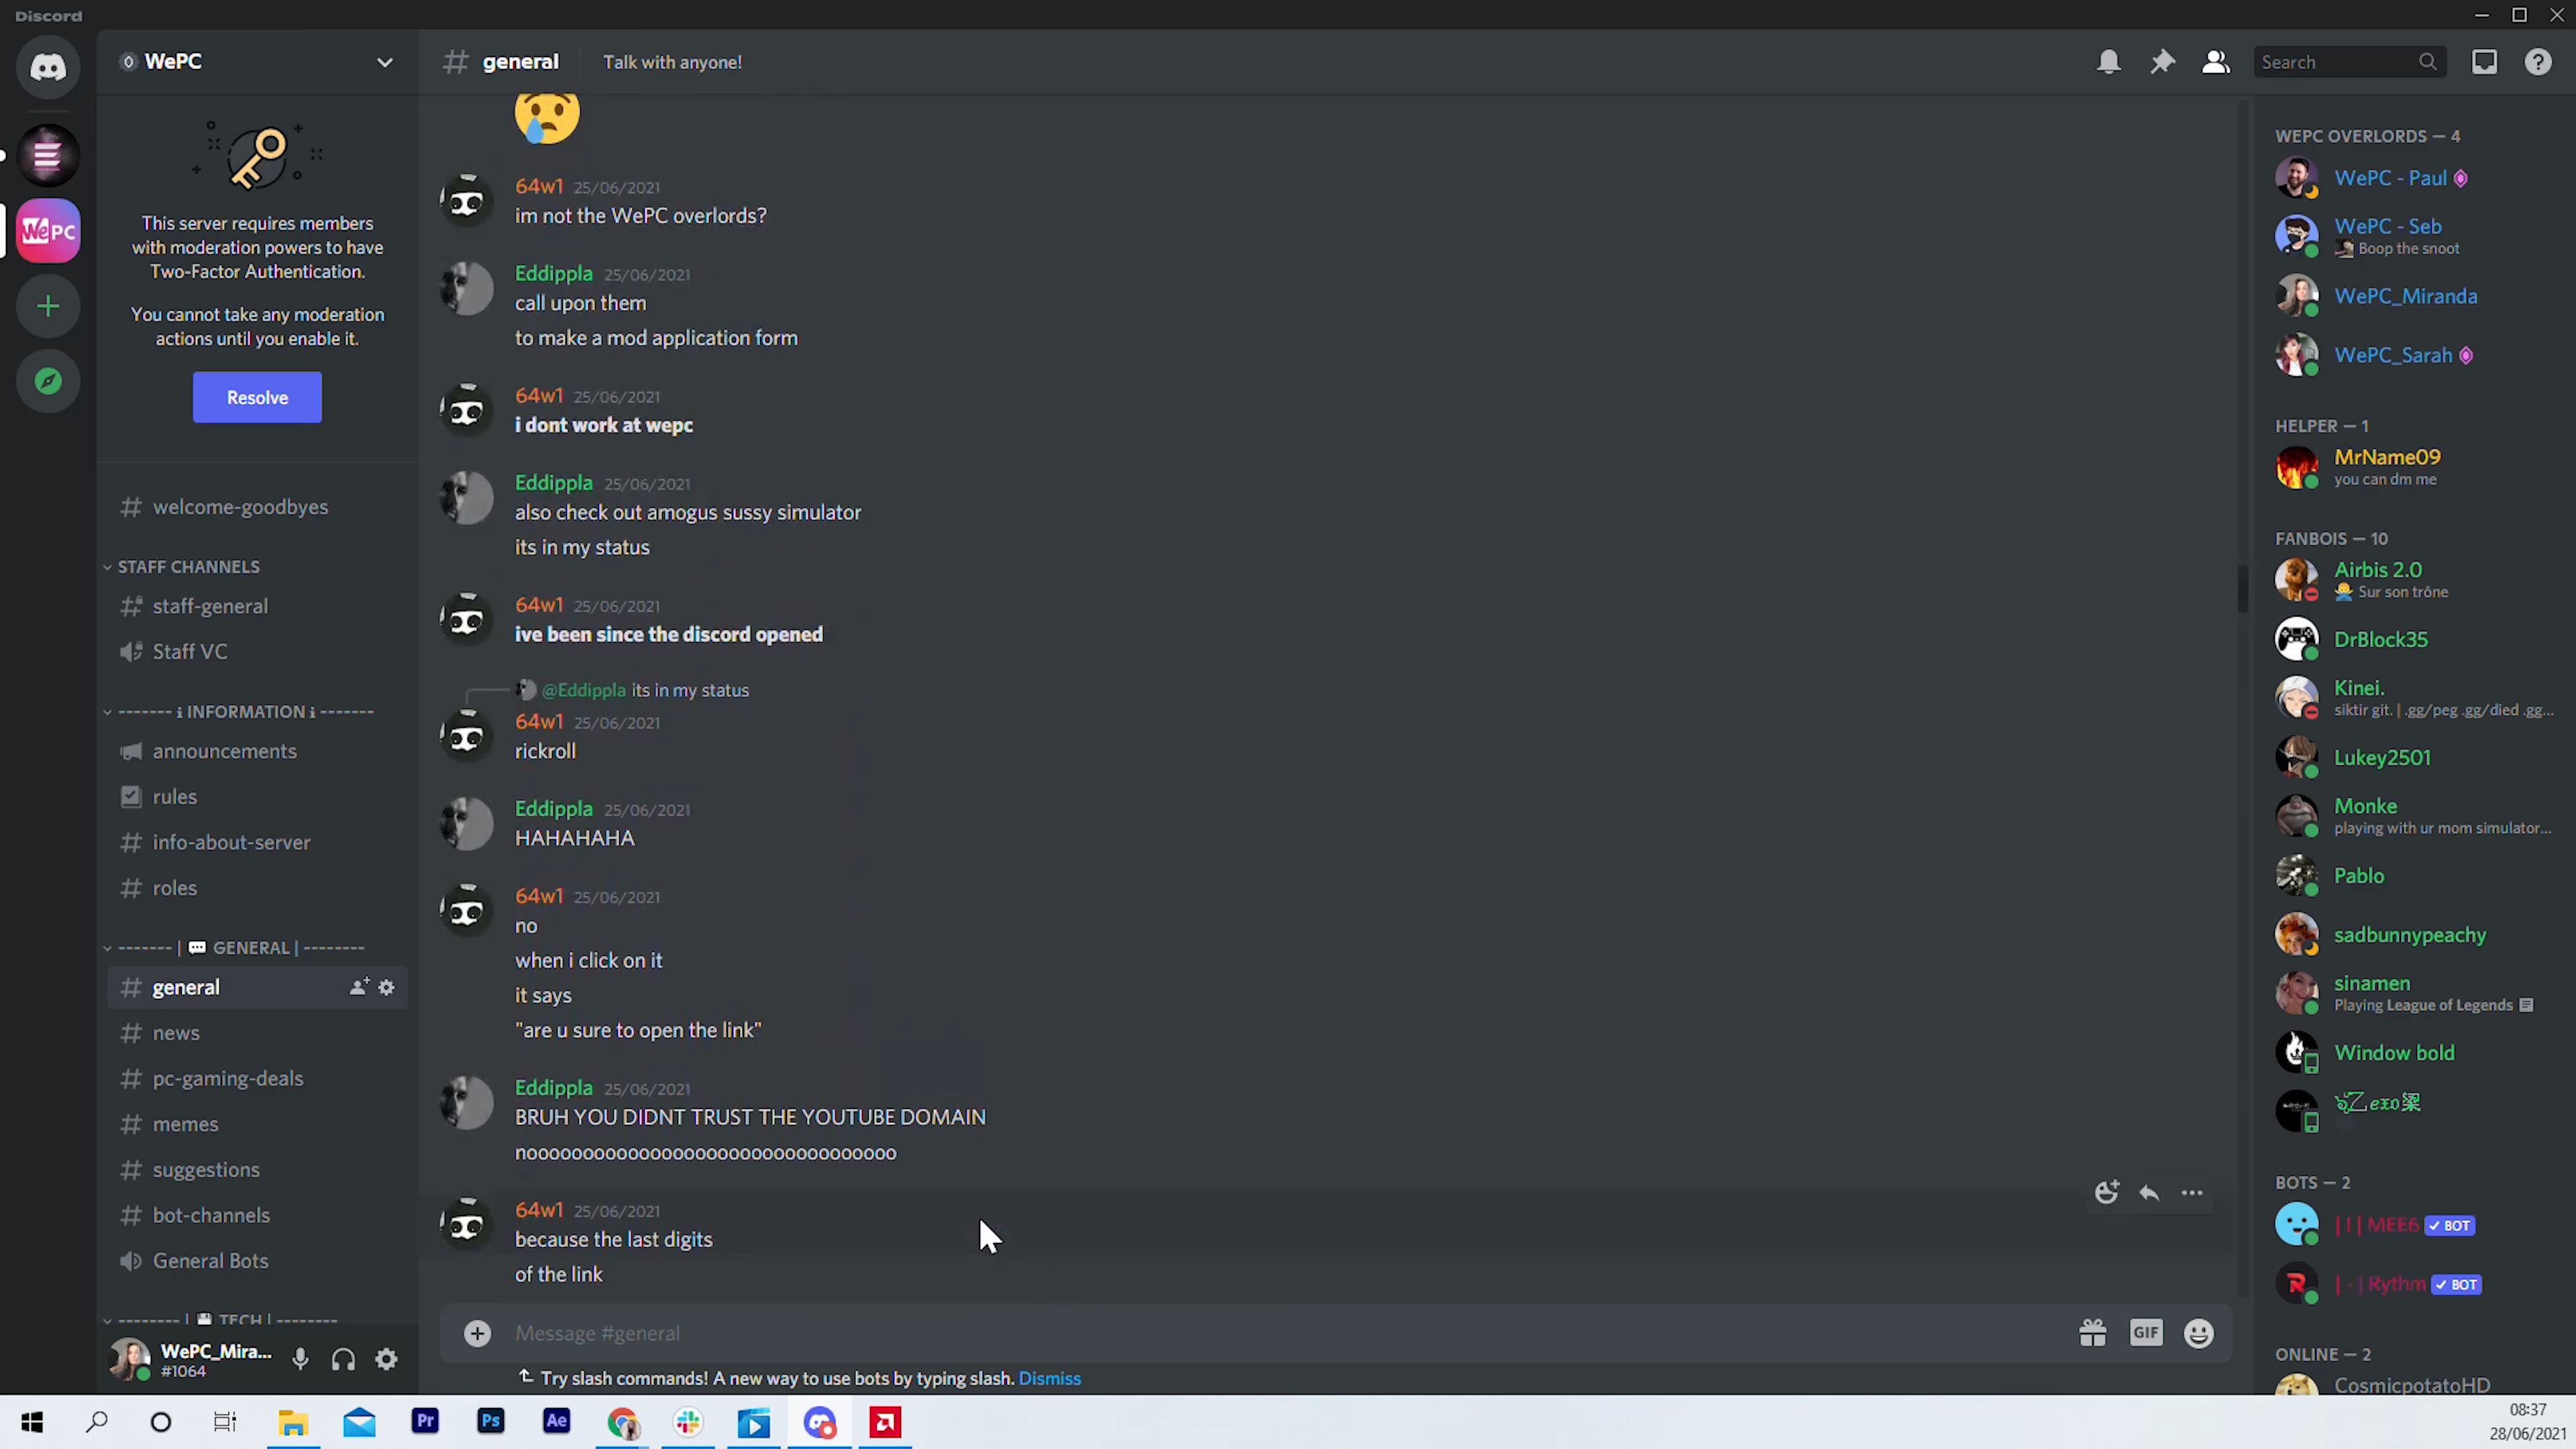 Discord
WePC
general
Talk with anyone!
Search
This server requires members
with moderation powers to have
Two-Factor Authentication.
You cannot take any moderation
actions until you enable it.
Resolve
welcome-goodbyes
STAFF CHANNELS
staff-general
Staff VC
------- ℹ INFORMATION ℹ -------
announcements
rules
info-about-server
roles
------- | 💬 GENERAL | --------
general
news
pc-gaming-deals
memes
suggestions
bot-channels
General Bots
-------- | 💾 TECH | --------
WePC_Mira...
#1064
64w1 25/06/2021
im not the WePC overlords?
Eddippla 25/06/2021
call upon them
to make a mod application form
64w1 25/06/2021
i dont work at wepc
Eddippla 25/06/2021
also check out amogus sussy simulator
its in my status
64w1 25/06/2021
ive been since the discord opened
@Eddippla its in my status
64w1 25/06/2021
rickroll
Eddippla 25/06/2021
HAHAHAHA
64w1 25/06/2021
no
when i click on it
it says
"are u sure to open the link"
Eddippla 25/06/2021
BRUH YOU DIDNT TRUST THE YOUTUBE DOMAIN
nooooooooooooooooooooooooooooooooo
64w1 25/06/2021
because the last digits
of the link
Message #general
GIF
Try slash commands! A new way to use bots by typing slash. Dismiss
WEPC OVERLORDS — 4
WePC - Paul
WePC - Seb
Boop the snoot
WePC_Miranda
WePC_Sarah
HELPER — 1
MrName09
you can dm me
FANBOIS — 10
Airbis 2.0
Sur son trône
DrBlock35
Kinei.
siktir git. | .gg/peg .gg/died .gg...
Lukey2501
Monke
playing with ur mom simulator...
Pablo
sadbunnypeachy
sinamen
Playing League of Legends
Window bold
BOTS — 2
| ! | MEE6 ✓ BOT
| - | Rythm ✓ BOT
ONLINE — 2
CosmicpotatoHD
Pr
Ps
Ae
08:37
28/06/2021